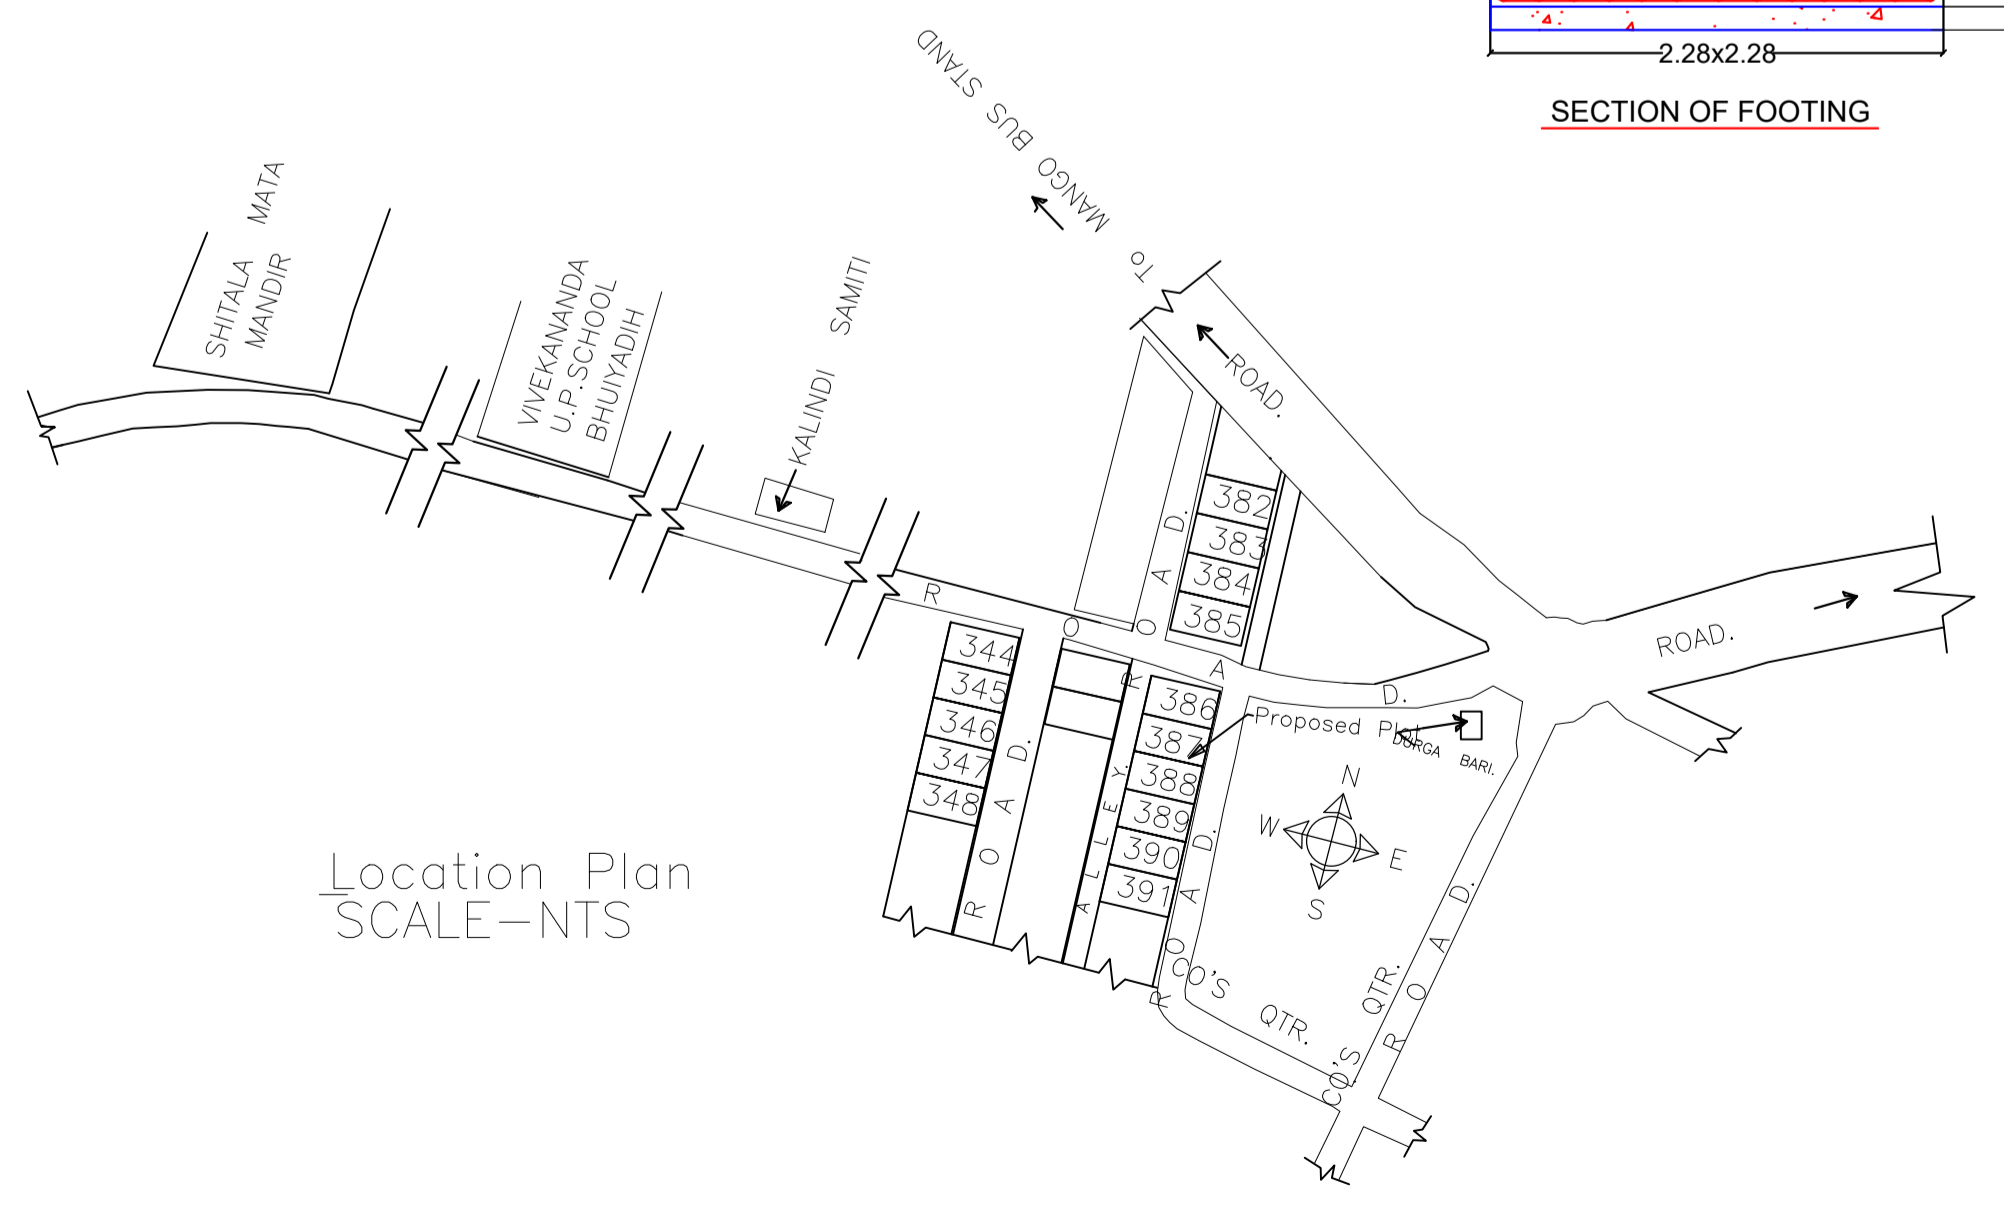 2.28x2.28
SECTION OF FOOTING
To MANGO BUS STAND
SHITALA MATA
MANDIR
VIVEKANANDA
U.P.SCHOOL
BHUIYADIH
KALINDI SAMITI
ROAD.
382
383
384
385
ROAD.
ROAD.
ROAD.
ROAD.
344
345
346
347
348
ROAD.
ALLEY.
386
387
388
389
390
391
Proposed Plot
DURGA BARI.
N
W
E
S
ROAD.
CO'S QTR.
CO'S QTR.
Location Plan
SCALE-NTS